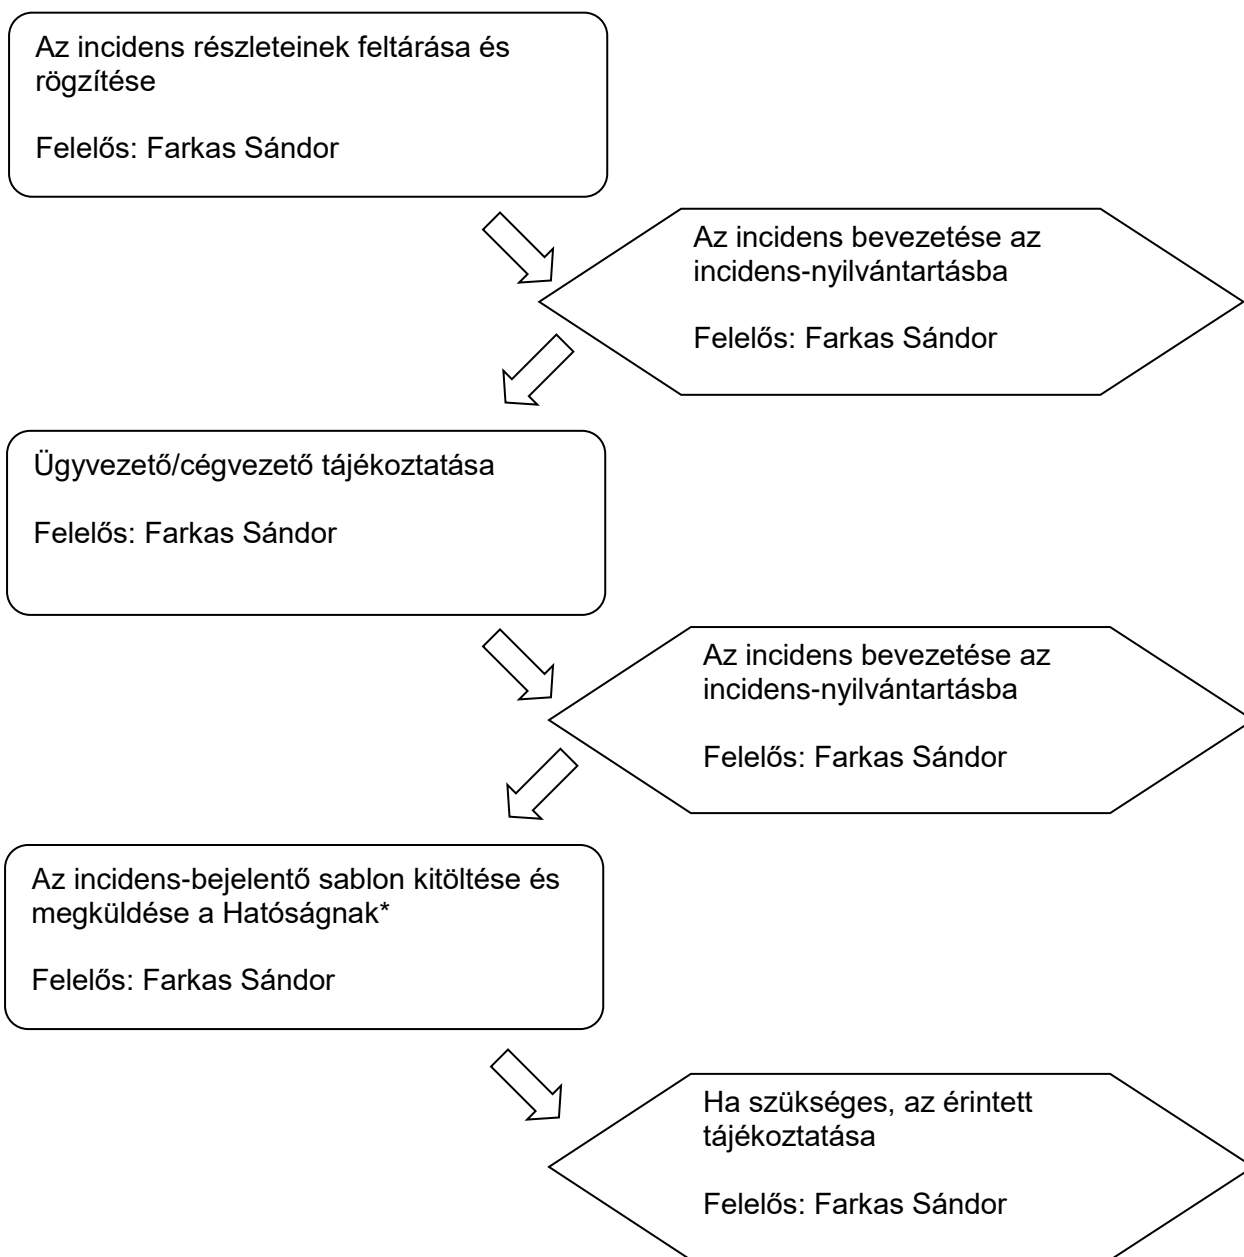 Az incidens részleteinek feltárása és
rögzítése
Felelős: Farkas Sándor
Az incidens bevezetése az
incidens-nyilvántartásba
Felelős: Farkas Sándor
Ügyvezető/cégvezető tájékoztatása
Felelős: Farkas Sándor
Az incidens bevezetése az
incidens-nyilvántartásba
Felelős: Farkas Sándor
Az incidens-bejelentő sablon kitöltése és
megküldése a Hatóságnak*
Felelős: Farkas Sándor
Ha szükséges, az érintett
tájékoztatása
Felelős: Farkas Sándor